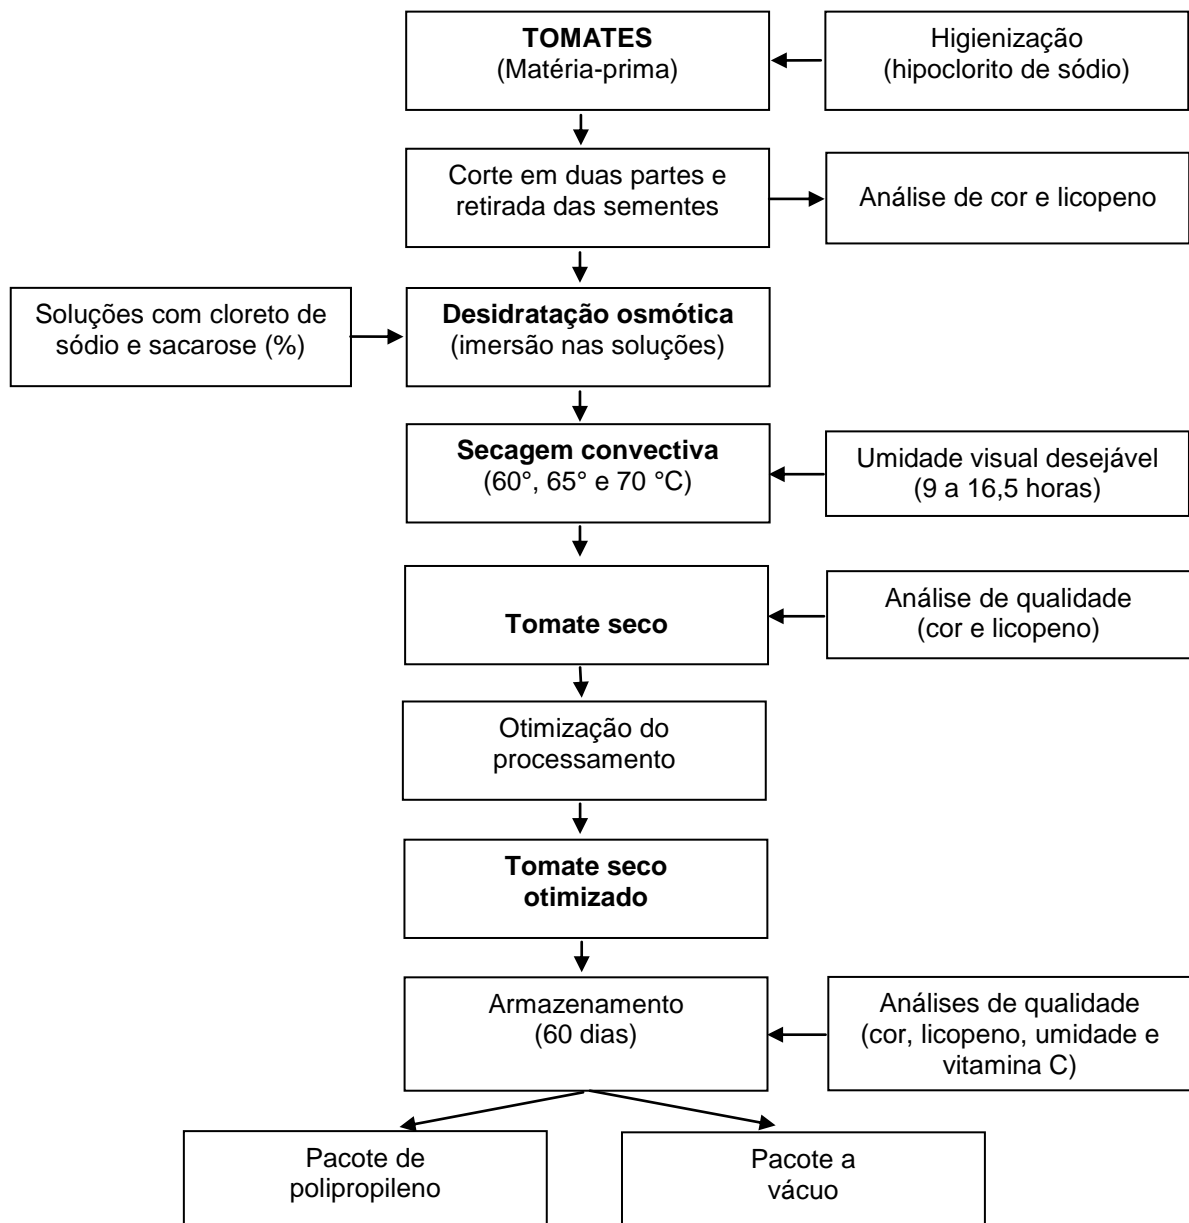 TOMATES
(Matéria-prima)
Higienização
(hipoclorito de sódio)
Corte em duas partes e
retirada das sementes
Análise de cor e licopeno
Soluções com cloreto de
sódio e sacarose (%)
Desidratação osmótica
(imersão nas soluções)
Secagem convectiva
(60°, 65° e 70 °C)
Umidade visual desejável
(9 a 16,5 horas)
Tomate seco
Análise de qualidade
(cor e licopeno)
Otimização do
processamento
Tomate seco
otimizado
Armazenamento
(60 dias)
Análises de qualidade
(cor, licopeno, umidade e
vitamina C)
Pacote de
polipropileno
Pacote a
vácuo